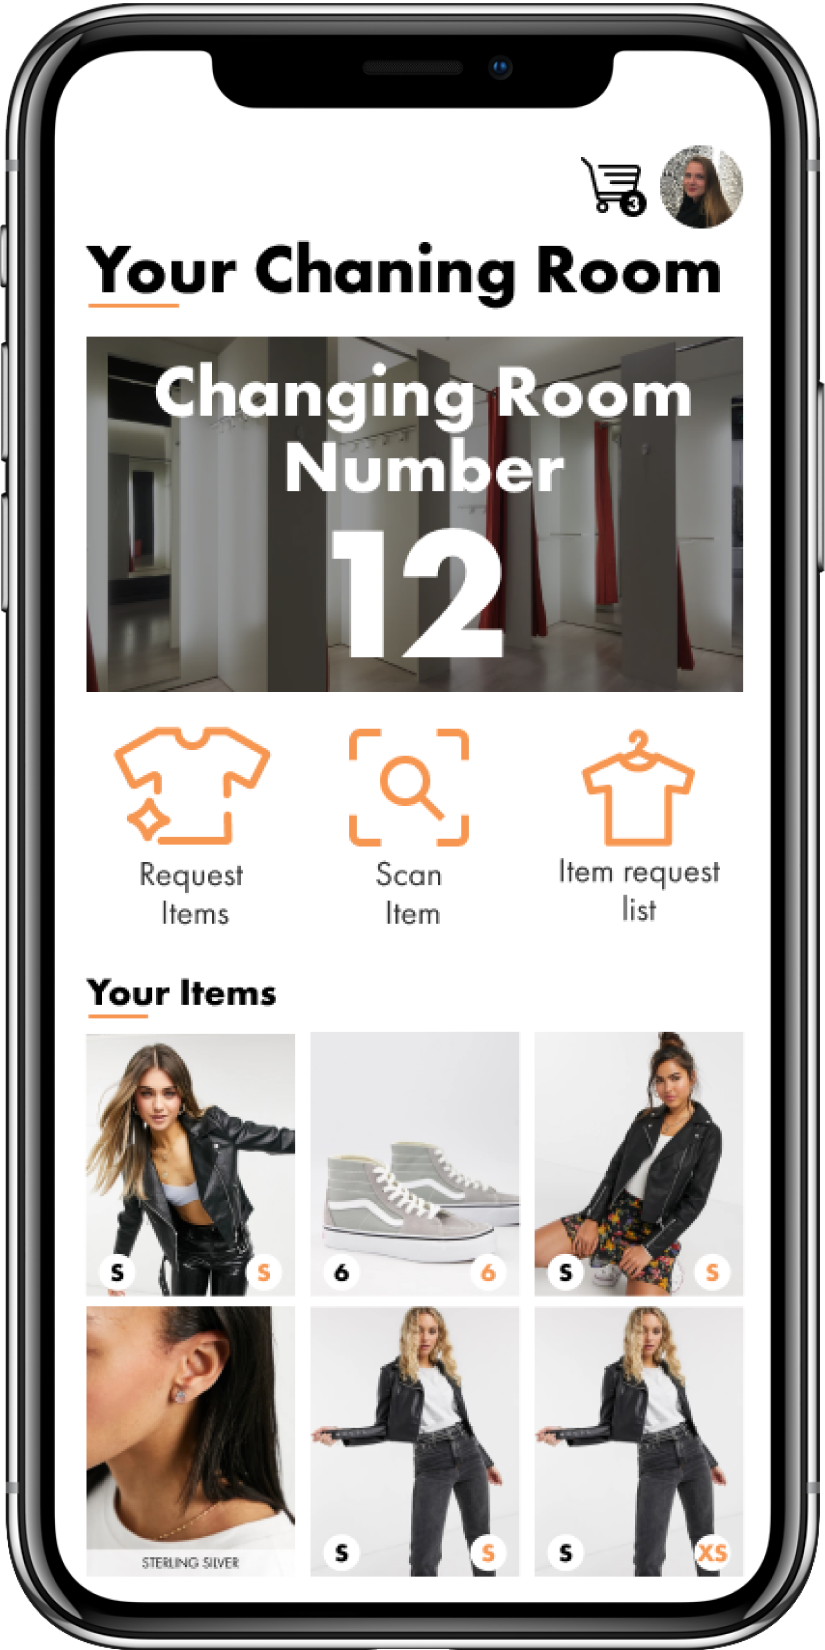 3
Your Chaning Room
Changing Room
Number
12
Request
Items
Scan
Item
Item request
list
Your Items
S S
6 6
S S
STERLING SILVER
S S
S XS